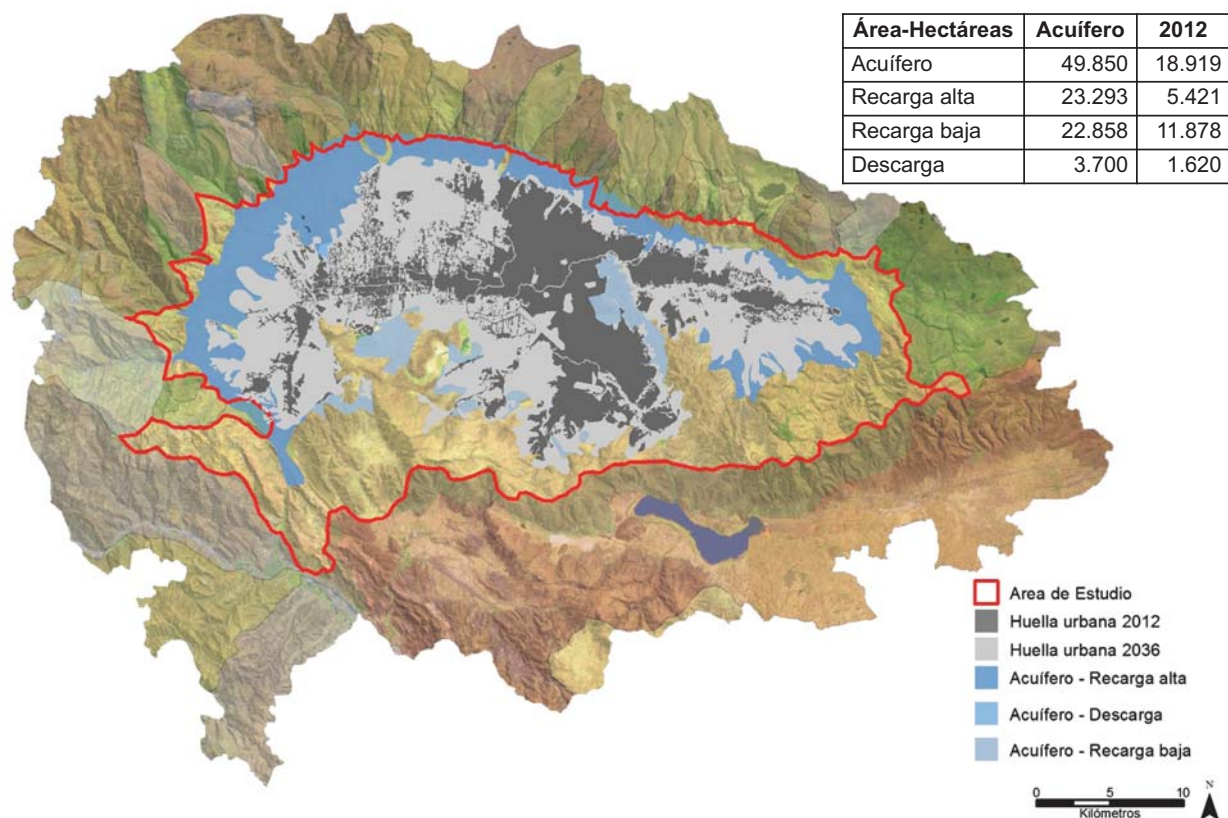 Área-Hectáreas Acuífero 2012
Acuífero 49.850 18.919
Recarga alta 23.293 5.421
Recarga baja 22.858 11.878
Descarga 3.700 1.620
Area de Estudio
Huella urbana 2012
Huella urbana 2036
Acuífero - Recarga alta
Acuífero - Descarga
Acuífero - Recarga baja
0 5 10
Kilómetros
N